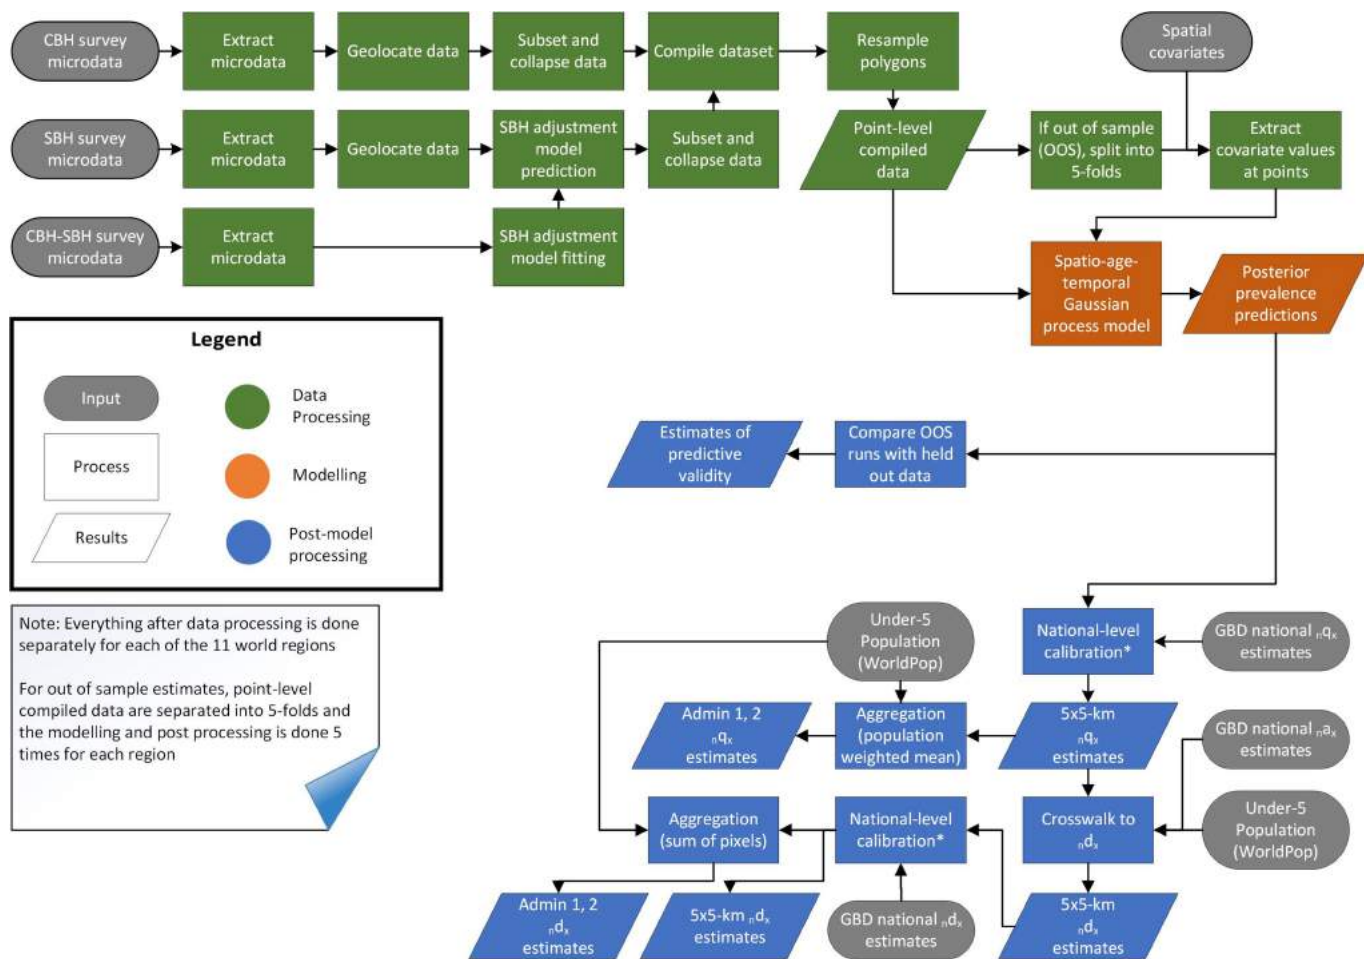 CBH survey
microdata
Extract
microdata
Geolocate data
Subset and
collapse data
Compile dataset
Resample
polygons
Spatial
covariates
SBH survey
microdata
Extract
microdata
Geolocate data
SBH adjustment
model
prediction
Subset
and collapse data
Point-level
compiled
data
If out of sample
(OOS), split into
5-folds
Extract
covariate values
at points
CBH-SBH survey
microdata
Extract
microdata
SBH adjustment
model fitting
Spatio-age-
temporal
Gaussian
process model
Posterior
prevalence
predictions
Legend
Input
Process
Results
Data
Processing
Modelling
Post-model
processing
Estimates of
predictive
validity
Compare OOS
runs with held
out data
Note: Everything after data processing is done
separately for each of the 11 world regions
For out of sample estimates, point-level
compiled data are separated into 5-folds and
the modelling and post processing is done 5
times for each region
Under-5
Population
(WorldPop)
National-level
calibration*
GBD national nqx
estimates
Admin 1, 2
nqx
estimates
Aggregation
(population
weighted mean)
5x5-km
nqx
estimates
GBD national nax
estimates
Aggregation
(sum of pixels)
National-level
calibration*
Crosswalk to
ndx
Under-5
Population
(WorldPop)
Admin 1, 2
ndx
estimates
5x5-km ndx
estimates
GBD national ndx
estimates
5x5-km
ndx
estimates